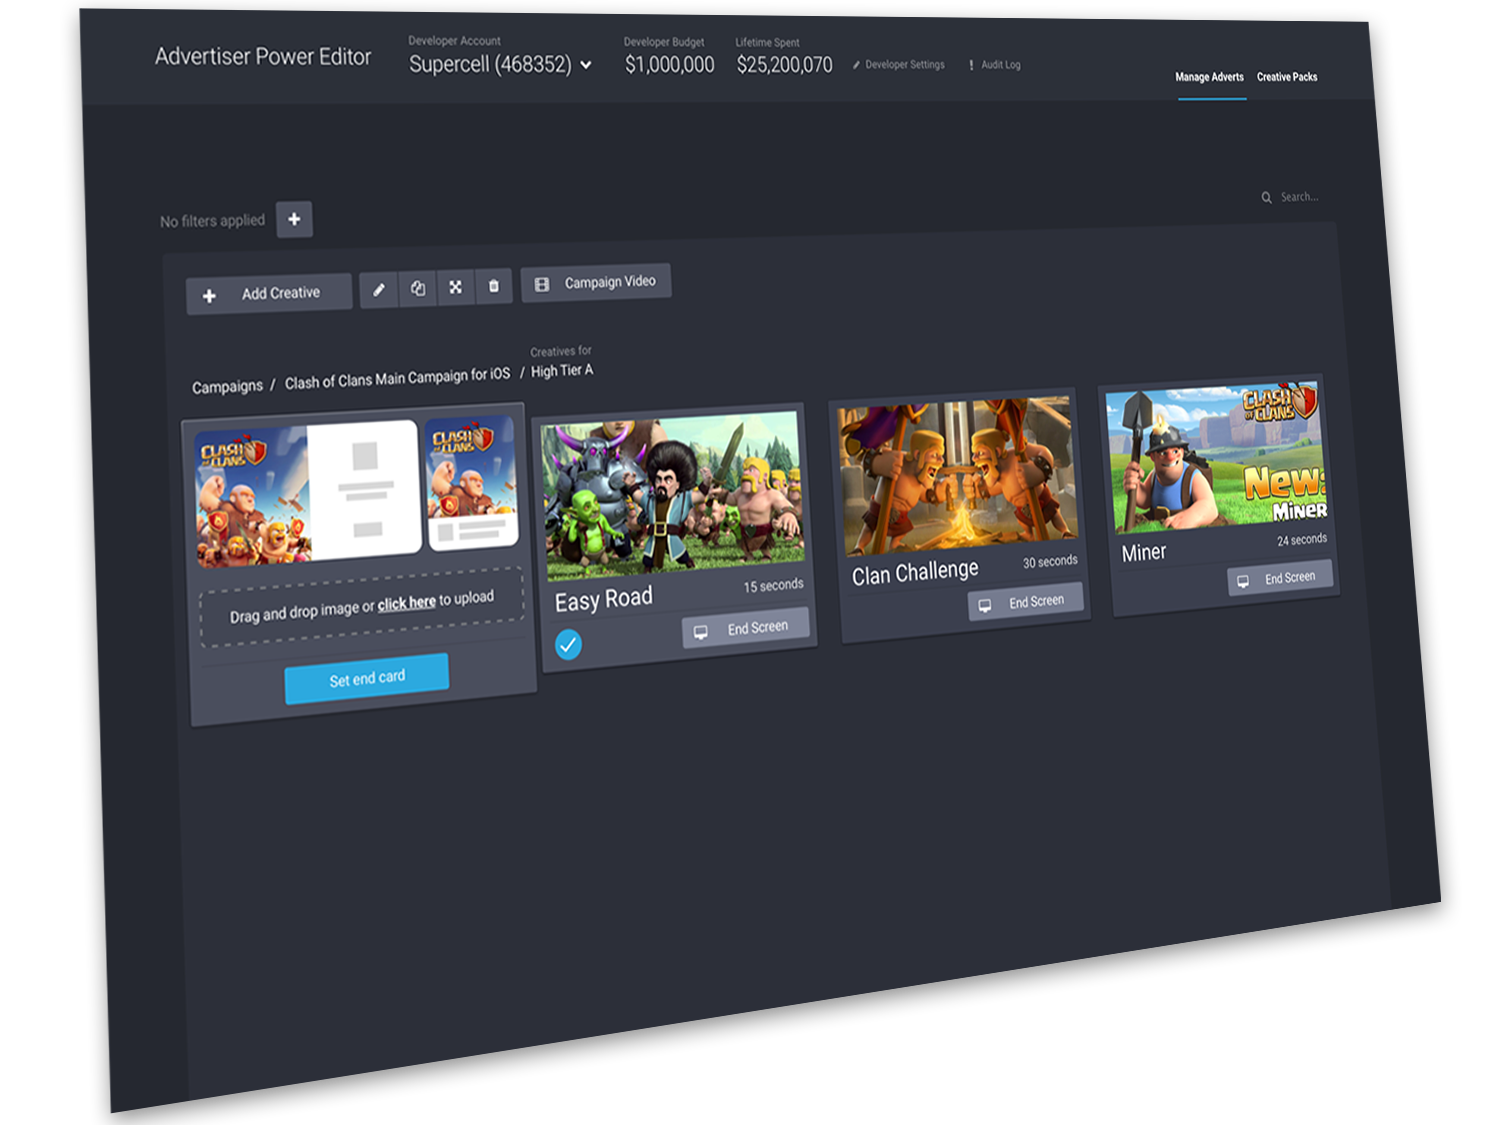 Advertiser Power Editor
Developer Account
Supercell (468352)
Developer Budget
$1,000,000
Lifetime Spent
$25,200,070
Developer Settings
Audit Log
Manage Adverts
Creative Packs
No filters applied
Search...
Add Creative
Campaign Video
Creatives for
Campaigns / Clash of Clans Main Campaign for iOS / High Tier A
CLASH OF CLANS
CLASH OF CLANS
Drag and drop image or click here to upload
Set end card
Easy Road
15 seconds
End Screen
Clan Challenge
30 seconds
End Screen
CLASH OF CLANS
New:
MINER
Miner
24 seconds
End Screen